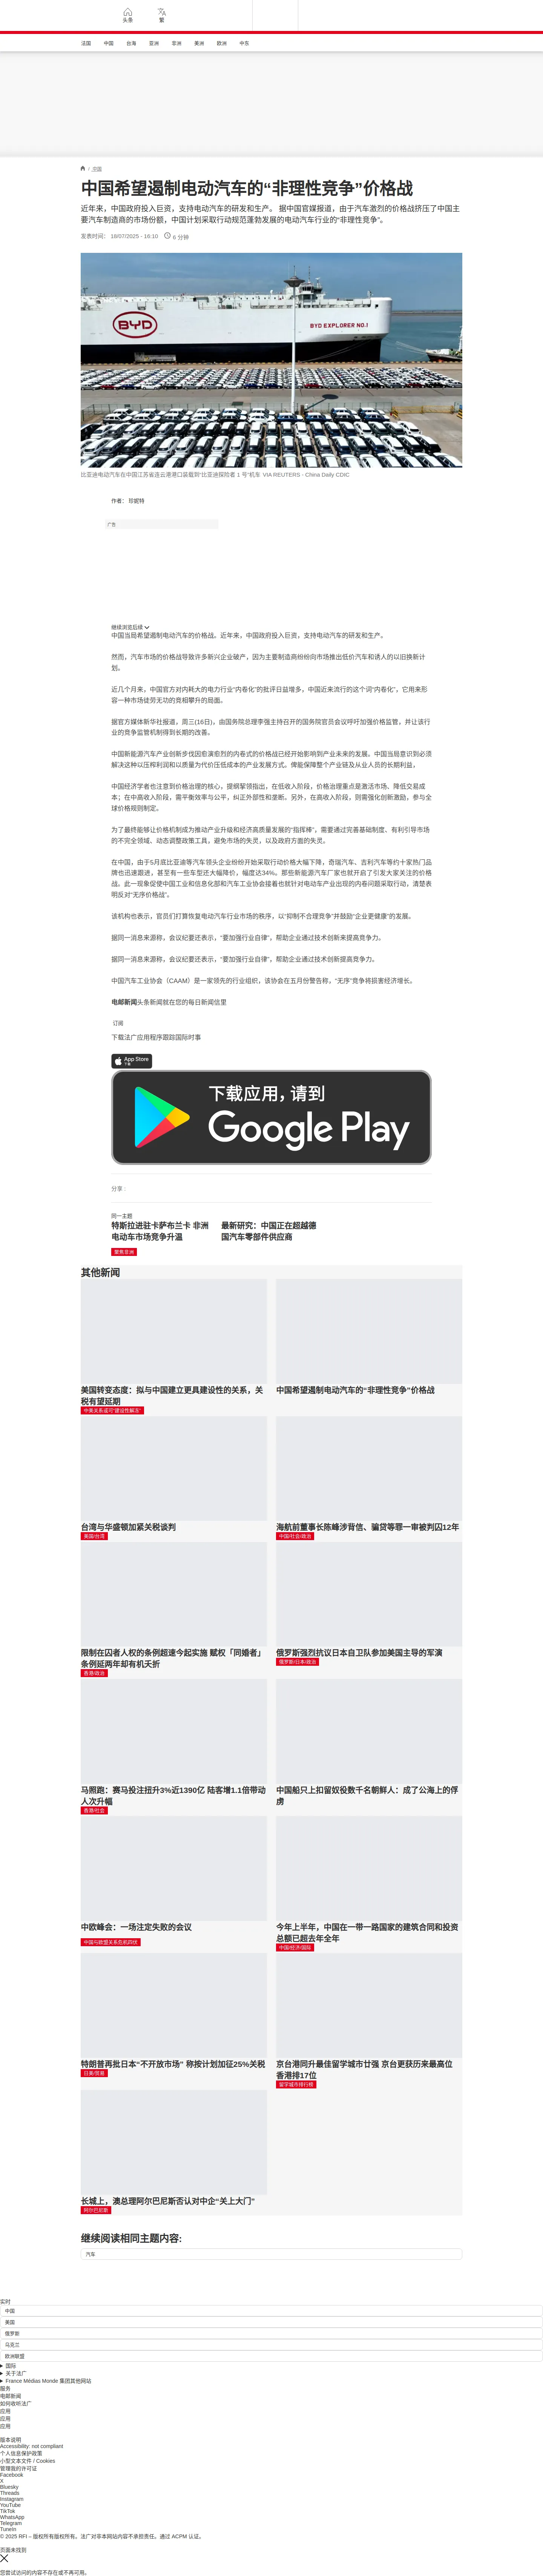 头条
繁
法国
中国
台海
亚洲
非洲
美洲
欧洲
中东
/ 中国
中国希望遏制电动汽车的“非理性竞争”价格战
近年来，中国政府投入巨资，支持电动汽车的研发和生产。 据中国官媒报道，由于汽车激烈的价格战挤压了中国主
要汽车制造商的市场份额，中国计划采取行动规范蓬勃发展的电动汽车行业的“非理性竞争”。
发表时间： 18/07/2025 - 16:10
6 分钟
BYD
BYD EXPLORER NO.1
比亚迪电动汽车在中国江苏省连云港港口装载到“比亚迪探险者 1 号”机车 VIA REUTERS - China Daily CDIC
作者： 珍妮特
广告
继续浏览后续
中国当局希望遏制电动汽车的价格战。近年来，中国政府投入巨资，支持电动汽车的研发和生产。
然而，汽车市场的价格战导致许多新兴企业破产，因为主要制造商纷纷向市场推出低价汽车和诱人的以旧换新计
划。
近几个月来，中国官方对内耗大的电力行业“内卷化”的批评日益增多，中国近来流行的这个词“内卷化”，它用来形
容一种市场徒劳无功的竞相攀升的局面。
据官方媒体新华社报道，周三(16日)，由国务院总理李强主持召开的国务院官员会议呼吁加强价格监管，并让该行
业的竞争监管机制得到长期的改善。
中国新能源汽车产业创新步伐因愈演愈烈的内卷式的价格战已经开始影响到产业未来的发展。中国当局意识到必须
解决这种以压榨利润和以质量为代价压低成本的产业发展方式。俾能保障整个产业链及从业人员的长期利益，
中国经济学者也注意到价格治理的核心，提纲挈领指出，在低收入阶段，价格治理重点是激活市场、降低交易成
本；在中高收入阶段，需平衡效率与公平，纠正外部性和垄断。另外，在高收入阶段，则需强化创新激励，参与全
球价格规则制定。
为了最终能够让价格机制成为推动产业升级和经济高质量发展的“指挥棒”，需要通过完善基础制度、有利引导市场
的不完全领域、动态调整政策工具，避免市场的失灵，以及政府方面的失灵。
在中国，由于5月底比亚迪等汽车领头企业纷纷开始采取行动价格大幅下降，奇瑞汽车、吉利汽车等约十家热门品
牌也迅速跟进，甚至有一些车型还大幅降价，幅度达34%。那些新能源汽车厂家也就开启了引发大家关注的价格
战。此一现象促使中国工业和信息化部和汽车工业协会接着也就针对电动车产业出现的内卷问题采取行动，清楚表
明反对“无序价格战”。
该机构也表示，官员们打算恢复电动汽车行业市场的秩序，以“抑制不合理竞争”并鼓励“企业更健康”的发展。
据同一消息来源称，会议纪要还表示，“要加强行业自律”，帮助企业通过技术创新来提高竞争力。
据同一消息来源称，会议纪要还表示，“要加强行业自律”，帮助企业通过技术创新提高竞争力。
中国汽车工业协会（CAAM）是一家领先的行业组织，该协会在五月份警告称，“无序”竞争将损害经济增长。
电邮新闻头条新闻就在您的每日新闻信里
订阅
下载法广应用程序跟踪国际时事
App Store
下载
下载应用，请到
Google Play
分享 :
同一主题
特斯拉进驻卡萨布兰卡 非洲
电动车市场竞争升温
聚焦非洲
最新研究：中国正在超越德
国汽车零部件供应商
其他新闻
美国转变态度：拟与中国建立更具建设性的关系，关
税有望延期
中美关系或可"建设性解冻"
中国希望遏制电动汽车的“非理性竞争”价格战
台湾与华盛顿加紧关税谈判
美国/台湾
海航前董事长陈峰涉背信、骗贷等罪一审被判囚12年
中国/社会/政治
限制在囚者人权的条例超速今起实施 赋权「同婚者」
条例延两年却有机夭折
香港/政治
俄罗斯强烈抗议日本自卫队参加美国主导的军演
俄罗斯/日本/政治
马照跑：赛马投注扭升3%近1390亿 陆客增1.1倍带动
人次升幅
香港/社会
中国船只上扣留奴役数千名朝鲜人：成了公海上的俘
虏
中欧峰会：一场注定失败的会议
中国与欧盟关系危机四伏
今年上半年，中国在一带一路国家的建筑合同和投资
总额已超去年全年
中国/经济/国际
特朗普再批日本“不开放市场” 称按计划加征25%关税
日美/贸易
京台港同升最佳留学城市廿强 京台更获历来最高位
香港排17位
留学城市排行榜
长城上，澳总理阿尔巴尼斯否认对中企“关上大门”
阿尔巴尼斯
继续阅读相同主题内容:
汽车
实时
中国
美国
俄罗斯
乌克兰
欧洲联盟
国际
关于法广
France Médias Monde 集团其他网站
服务
电邮新闻
如何收听法广
应用
应用
应用
版本说明
Accessibility: not compliant
个人信息保护政策
小型文本文件 / Cookies
管理我的许可证
Facebook
X
Bluesky
Threads
Instagram
YouTube
TikTok
WhatsApp
Telegram
TuneIn
© 2025 RFI – 版权所有版权所有。法广对非本网站内容不承担责任。通过 ACPM 认证。
页面未找到
您尝试访问的内容不存在或不再可用。